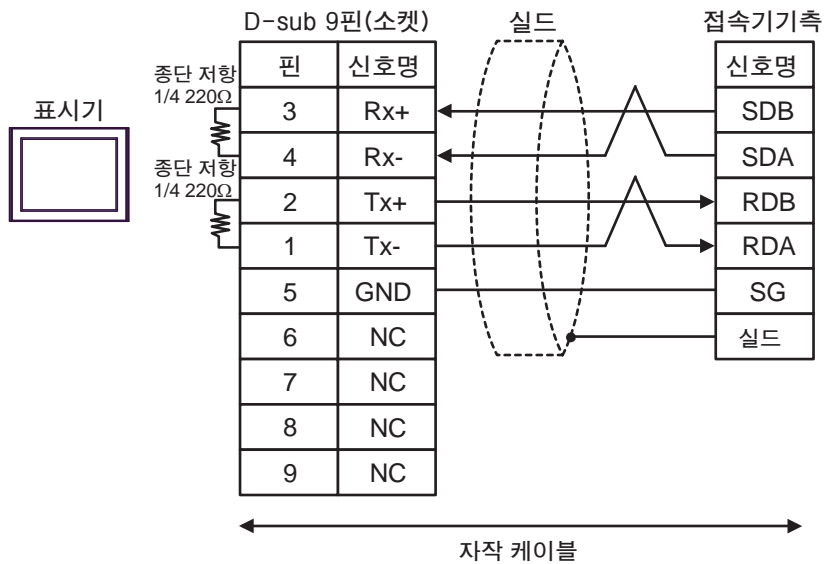 D-sub 9핀(소켓) 실드 접속기기측
종단 저항
1/4 220Ω
핀 신호명 신호명
표시기
3 Rx+ SDB
4 Rx- SDA
종단 저항
1/4 220Ω
2 Tx+ RDB
1 Tx- RDA
5 GND SG
6 NC 실드
7 NC
8 NC
9 NC
자작 케이블